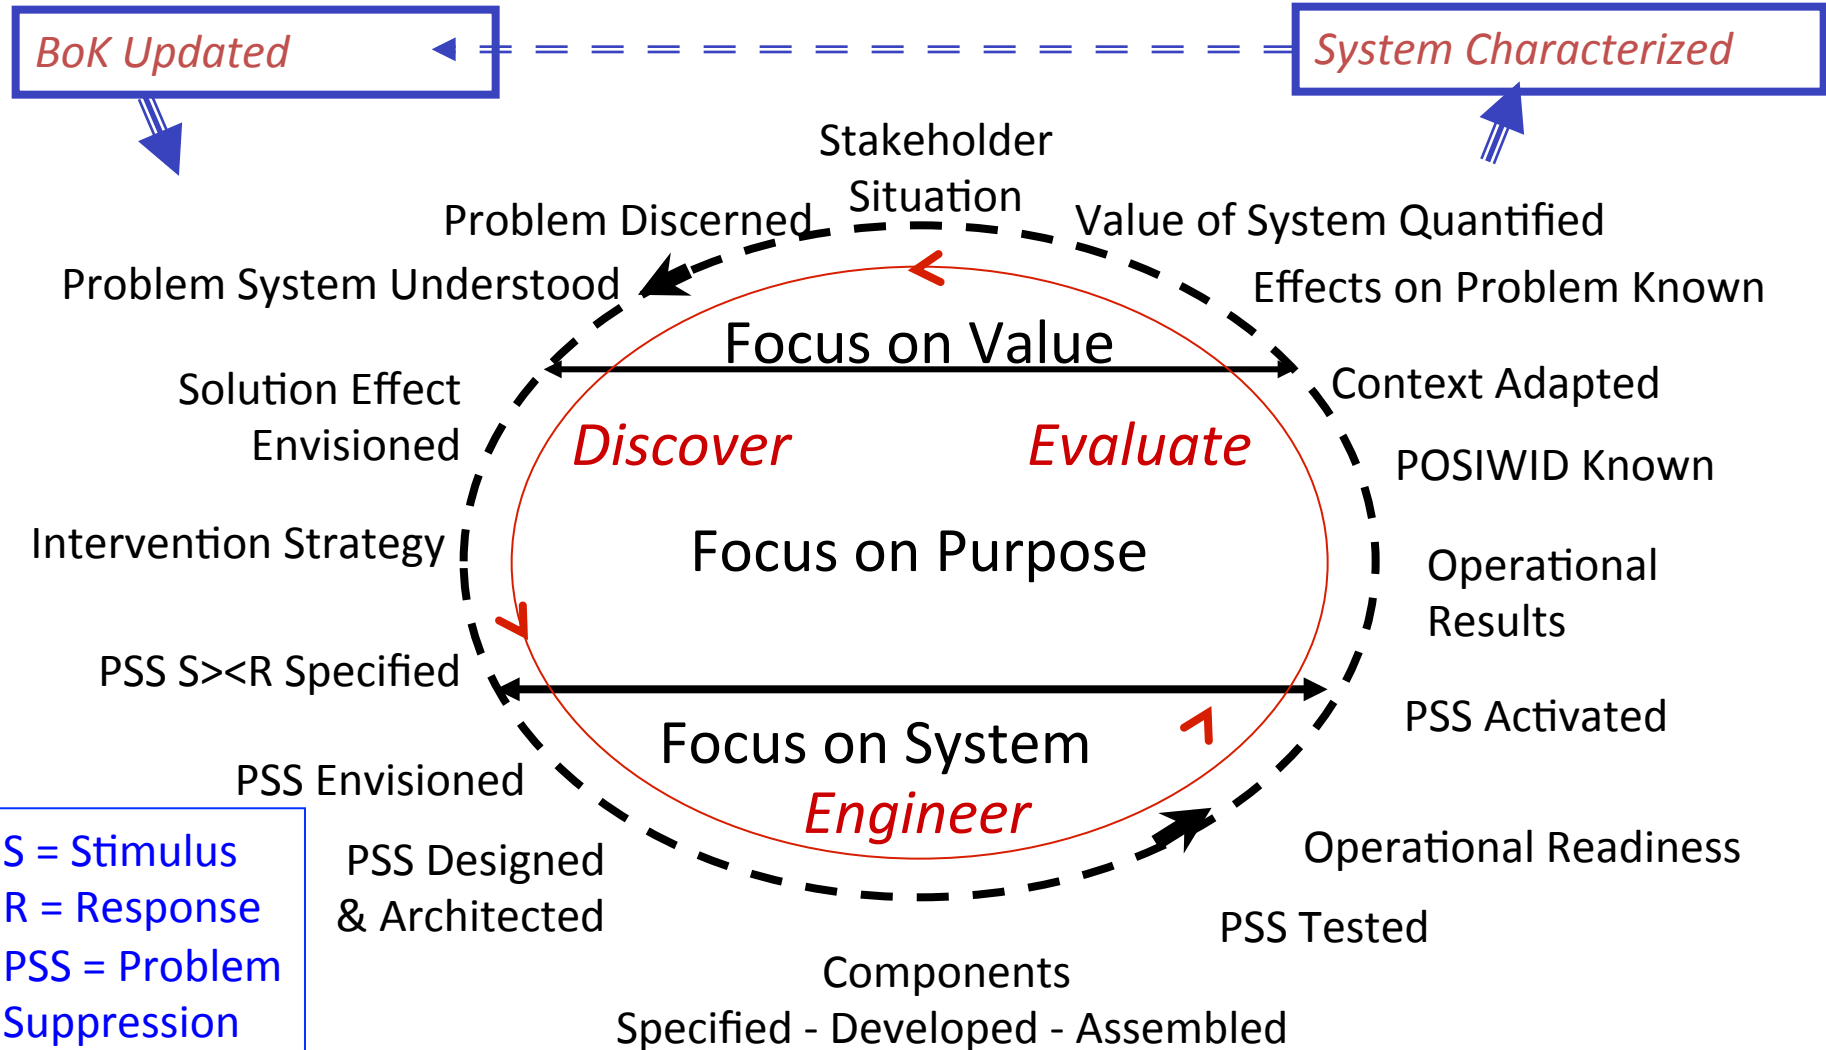 BoK Updated
System Characterized
Stakeholder
Situation
Problem Discerned
Value of System Quantified
Problem System Understood
Effects on Problem Known
Focus on Value
Solution Effect
Envisioned
Context Adapted
Discover
Evaluate
POSIWID Known
Intervention Strategy
Focus on Purpose
Operational
Results
PSS S><R Specified
PSS Activated
Focus on System
PSS Envisioned
Engineer
S = Stimulus
R = Response
PSS = Problem
Suppression
PSS Designed
& Architected
Operational Readiness
PSS Tested
Components
Specified - Developed - Assembled